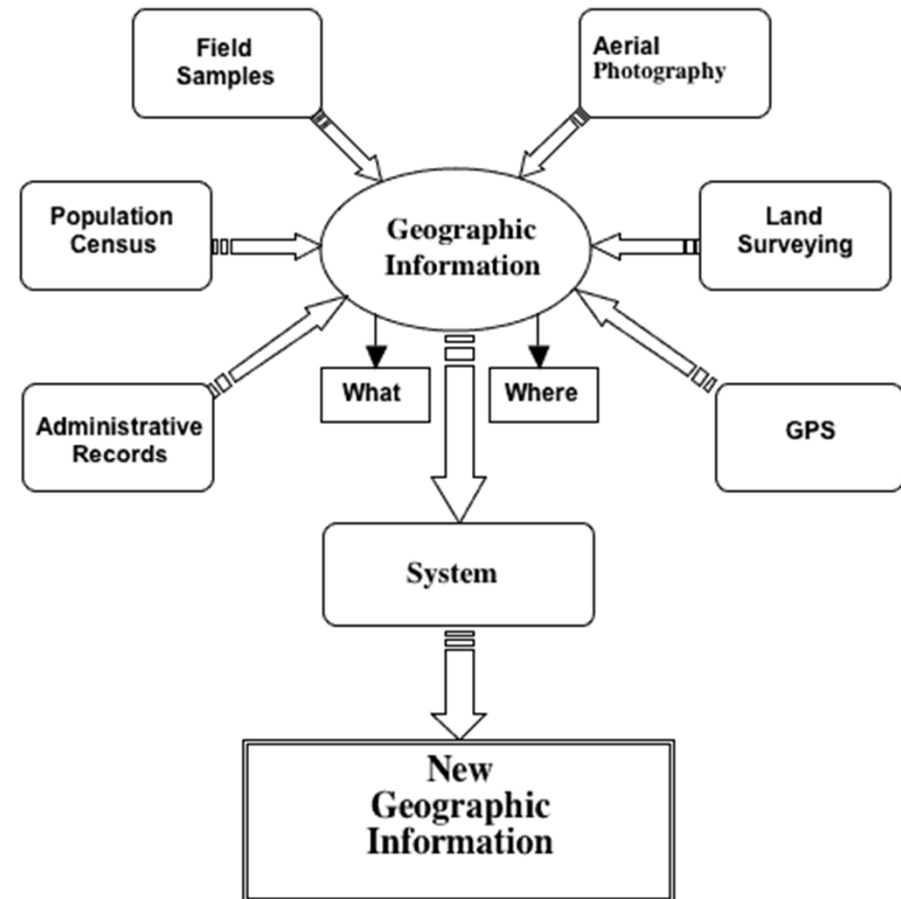 Field
Samples
Aerial
Photography
Population
Census
Geographic
Information
Land
Surveying
What
Where
Administrative
Records
GPS
System
New
Geographic
Information